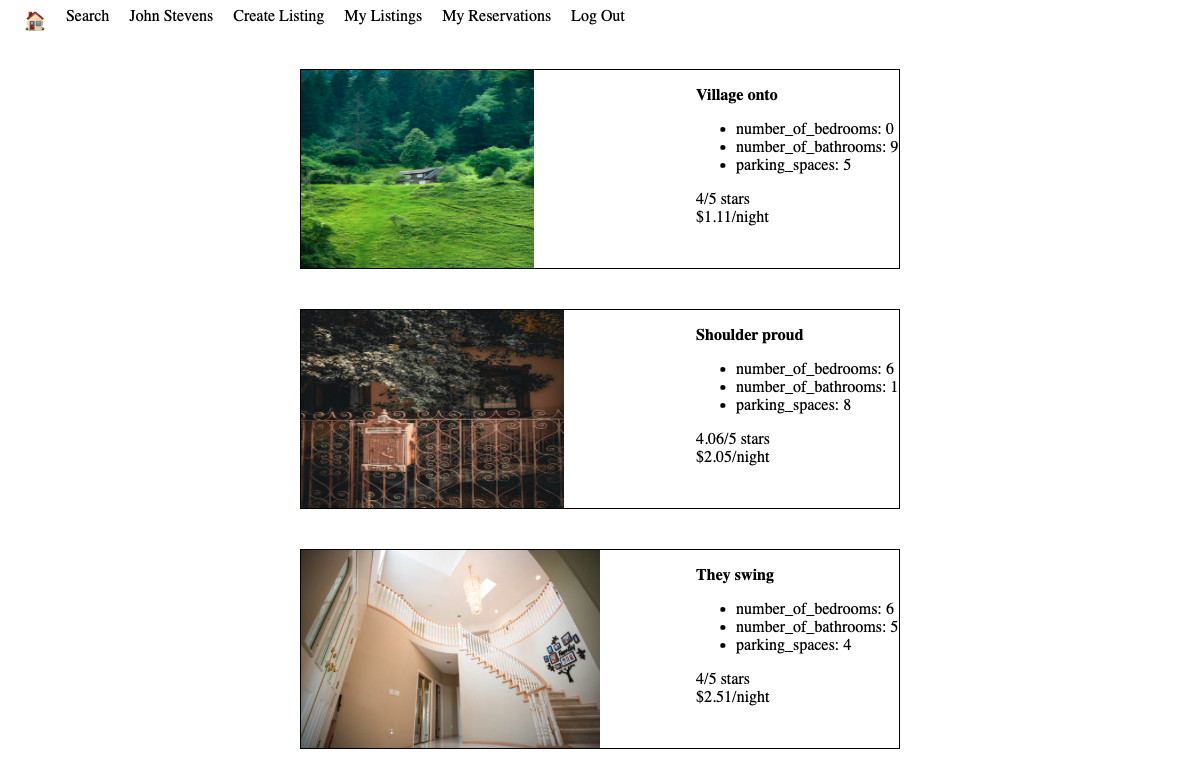 Search John Stevens Create Listing My Listings My Reservations Log Out
Village onto
number_of_bedrooms: 0
number_of_bathrooms: 9
parking_spaces: 5
4/5 stars
$1.11/night
Shoulder proud
number_of_bedrooms: 6
number_of_bathrooms: 1
parking_spaces: 8
4.06/5 stars
$2.05/night
They swing
number_of_bedrooms: 6
number_of_bathrooms: 5
parking_spaces: 4
4/5 stars
$2.51/night